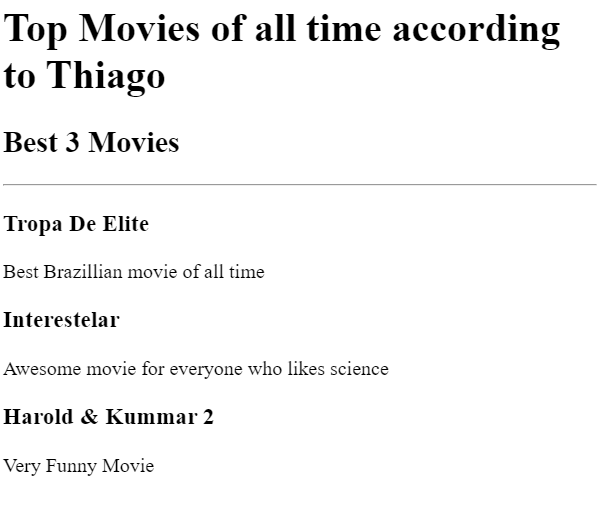 Top Movies of all time according
to Thiago
Best 3 Movies
Tropa De Elite
Best Brazillian movie of all time
Interestelar
Awesome movie for everyone who likes science
Harold & Kummar 2
Very Funny Movie